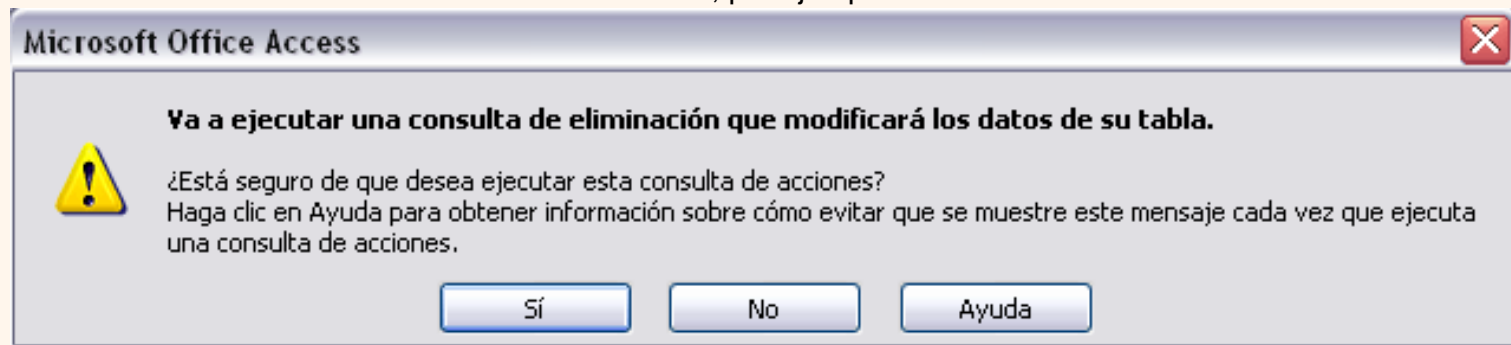 Microsoft Office Access
Va a ejecutar una consulta de eliminación que modificará los datos de su tabla.
¿Está seguro de que desea ejecutar esta consulta de acciones?
Haga clic en Ayuda para obtener información sobre cómo evitar que se muestre este mensaje cada vez que ejecuta
una consulta de acciones.
Sí No Ayuda